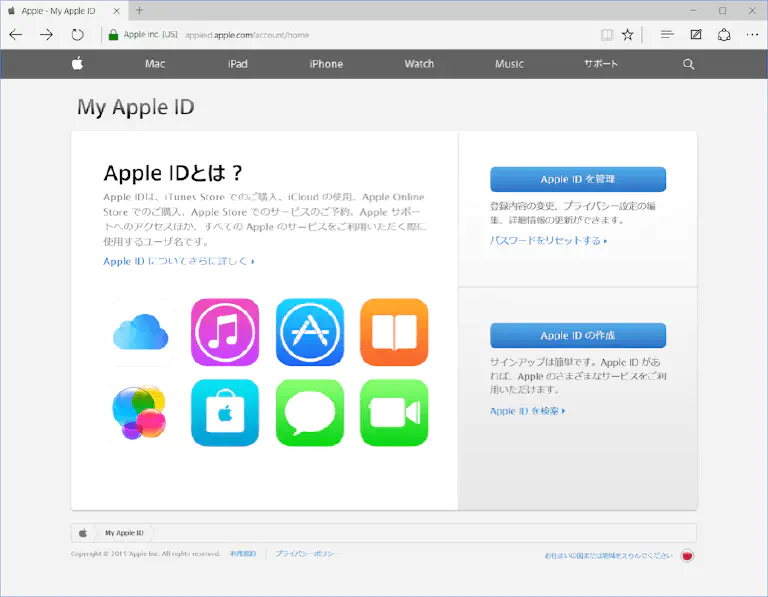 Apple - My Apple ID
Apple Inc. [US] appleid.apple.com/account/home
Mac iPad iPhone Watch Music サポート
My Apple ID
Apple IDとは？
Apple IDは、iTunes Store でのご購入、iCloud の使用、Apple Online
Store でのご購入、Apple Store でのサービスのご予約、Apple サポー
トへのアクセスほか、すべての Apple のサービスをご利用いただく際に
使用するユーザ名です。
Apple ID についてさらに詳しく
Apple ID を管理
登録内容の変更、プライバシー設定の編
集、詳細情報の更新ができます。
パスワードをリセットする
Apple ID の作成
サインアップは簡単です。Apple ID があ
れば、Apple のさまざまなサービスをご利
用いただけます。
Apple ID を検索
My Apple ID
Copyright © 2015 Apple Inc. All rights reserved. 利用規約 プライバシーポリシー
お住まいの国または地域をえらんでください